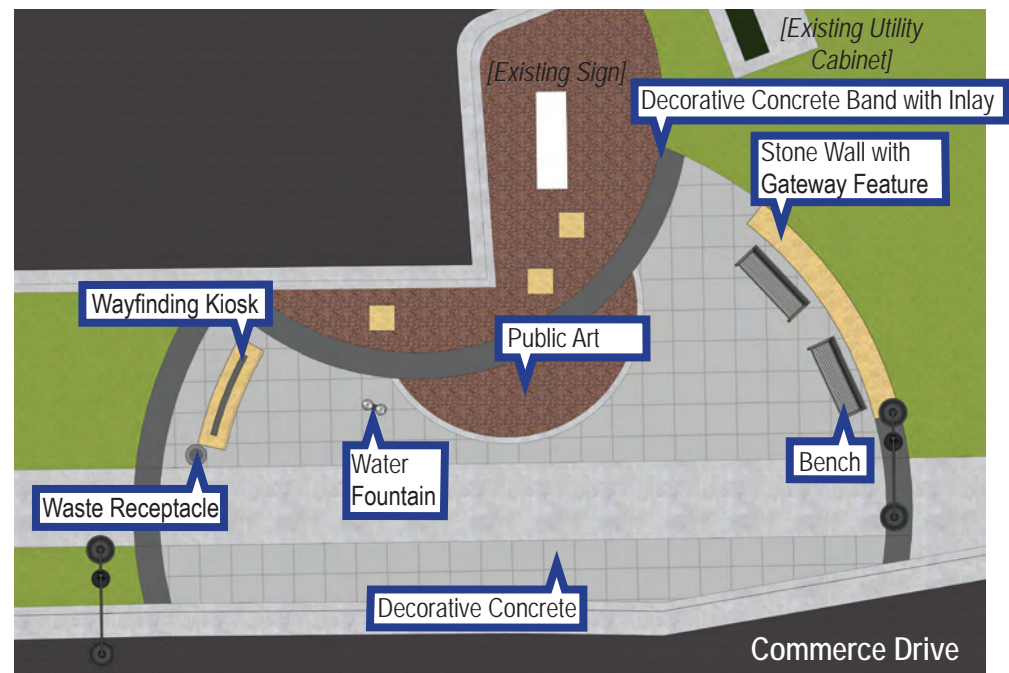 [Existing Utility
Cabinet]
[Existing Sign]
Decorative Concrete Band with Inlay
Stone Wall with
Gateway Feature
Wayfinding Kiosk
Public Art
Water
Fountain
Bench
Waste Receptacle
Decorative Concrete
Commerce Drive